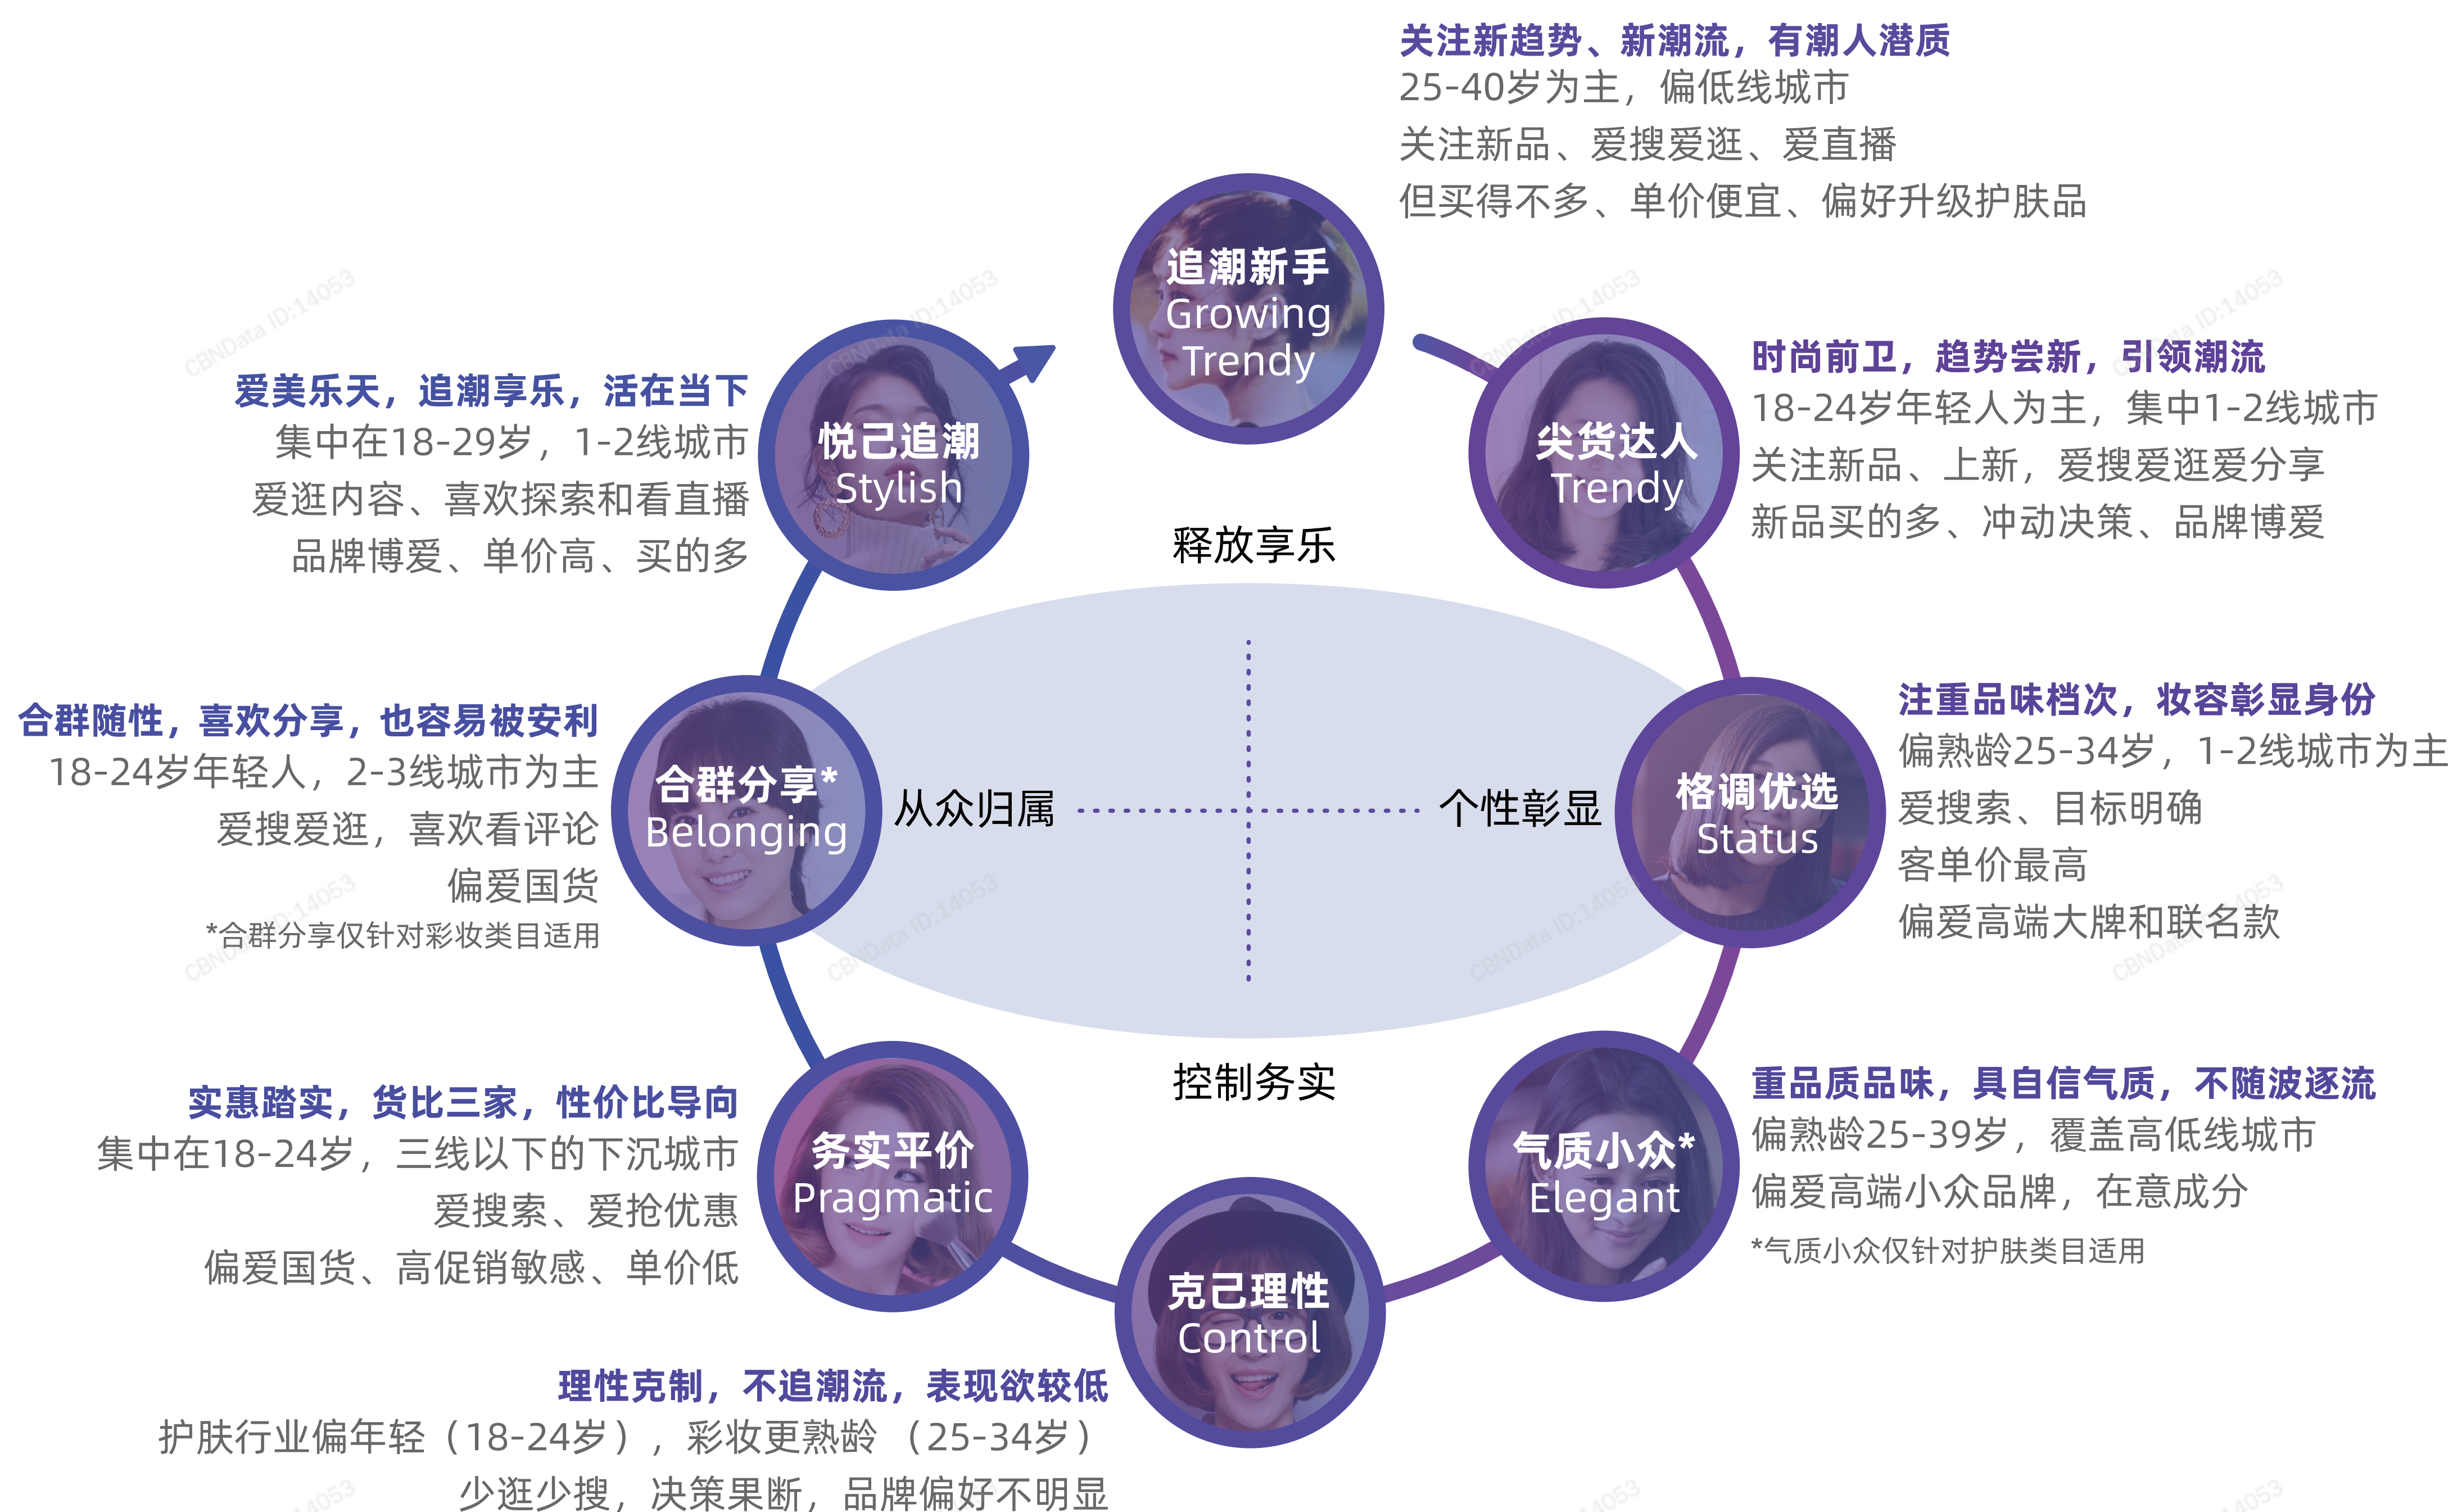 关注新趋势、新潮流，有潮人潜质
25-40岁为主，偏低线城市
关注新品、爱搜爱逛、爱直播
但买得不多、单价便宜、偏好升级护肤品
追潮新手
Growing
Trendy
时尚前卫，趋势尝新，引领潮流
18-24岁年轻人为主，集中1-2线城市
关注新品、上新，爱搜爱逛爱分享
新品买的多、冲动决策、品牌博爱
尖货达人
Trendy
爱美乐天，追潮享乐，活在当下
集中在18-29岁，1-2线城市
爱逛内容、喜欢探索和看直播
品牌博爱、单价高、买的多
悦己追潮
Stylish
释放享乐
合群随性，喜欢分享，也容易被安利
18-24岁年轻人，2-3线城市为主
爱搜爱逛，喜欢看评论
偏爱国货
*合群分享仅针对彩妆类目适用
合群分享*
Belonging
从众归属
个性彰显
格调优选
Status
注重品味档次，妆容彰显身份
偏熟龄25-34岁，1-2线城市为主
爱搜索、目标明确
客单价最高
偏爱高端大牌和联名款
控制务实
实惠踏实，货比三家，性价比导向
集中在18-24岁，三线以下的下沉城市
爱搜索、爱抢优惠
偏爱国货、高促销敏感、单价低
务实平价
Pragmatic
气质小众*
Elegant
重品质品味，具自信气质，不随波逐流
偏熟龄25-39岁，覆盖高低线城市
偏爱高端小众品牌，在意成分
*气质小众仅针对护肤类目适用
克己理性
Control
理性克制，不追潮流，表现欲较低
护肤行业偏年轻（18-24岁），彩妆更熟龄（25-34岁）
少逛少搜，决策果断，品牌偏好不明显
CBNData ID:14053
CBNData ID:14053
CBNData ID:14053
CBNData ID:14053
CBNData ID:14053
CBNData ID:14053
CBNData ID:14053
CBNData ID:14053